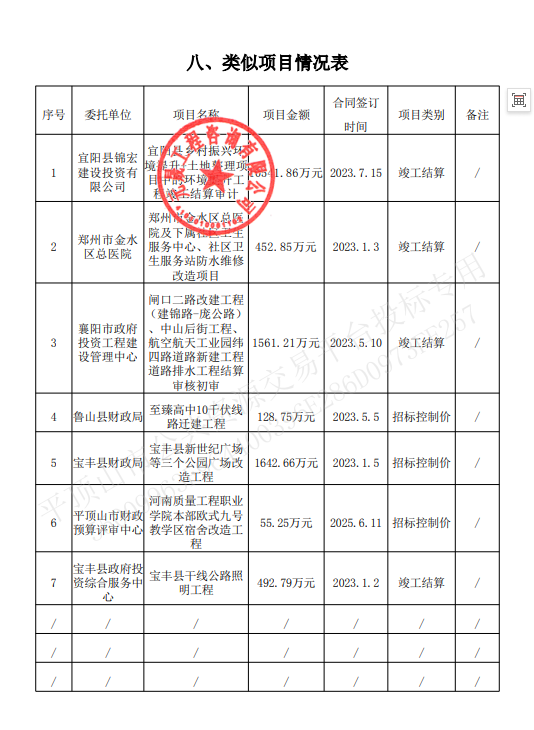 八、类似项目情况表
序号 委托单位 项目名称 项目金额 合同签订时间 项目类别 备注
1 宜阳县锦宏建设投资有限公司 宜阳县乡村振兴环境提升 土地整理项目中的环境提升工程竣工结算审计 341.86万元 2023.7.15 竣工结算 /
2 郑州市金水区总医院 郑州市金水区总医院及下属社区卫生服务中心、社区卫生服务站防水维修改造项目 452.85万元 2023.1.3 竣工结算 /
3 襄阳市政府投资工程建设管理中心 闸口二路改建工程（建锦路-庞公路）、中山后街工程、航空航天工业园纬四路道路新建工程道路排水工程结算审核初审 1561.21万元 2023.5.10 竣工结算 /
4 鲁山县财政局 至臻高中10千伏线路迁建工程 128.75万元 2023.5.5 招标控制价 /
5 宝丰县财政局 宝丰县新世纪广场等三个公园广场改造工程 1642.66万元 2023.1.5 招标控制价 /
6 平顶山市财政预算评审中心 河南质量工程职业学院本部欧式九号教学区宿舍改造工程 55.25万元 2025.6.11 招标控制价 /
7 宝丰县政府投资综合服务中心 宝丰县干线公路照明工程 492.79万元 2023.1.2 竣工结算 /
/ / / / / / /
/ / / / / / /
/ / / / / / /
工程咨询有限公司